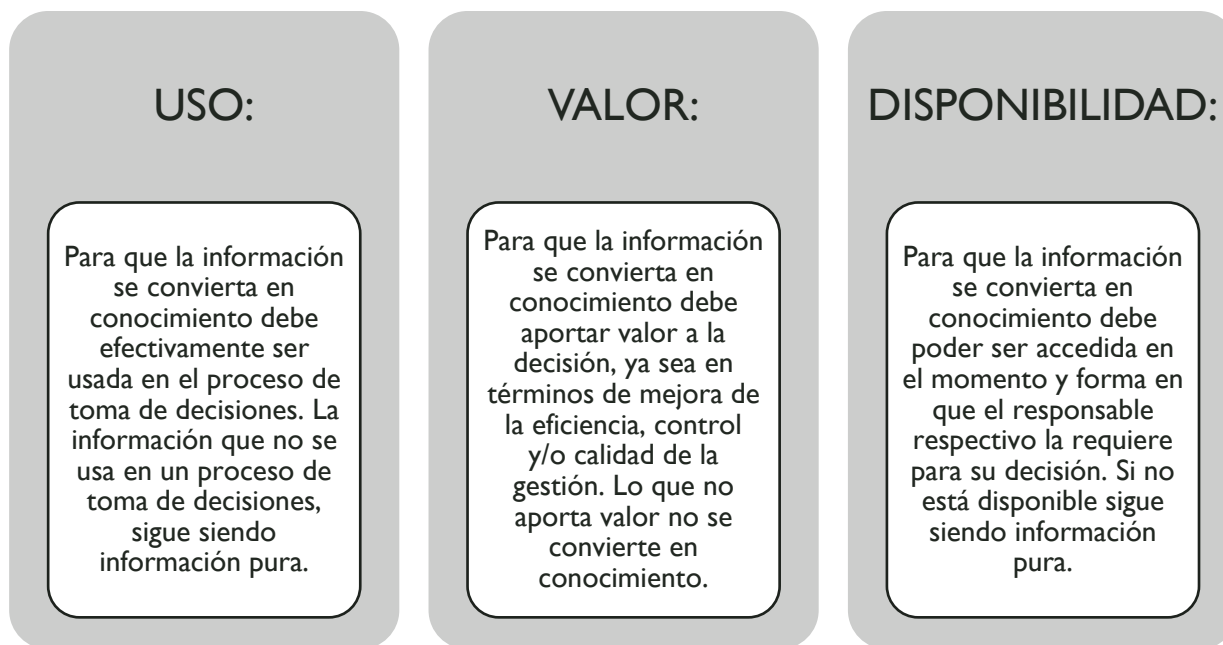 USO:
Para que la información
se convierta en
conocimiento debe
efectivamente ser
usada en el proceso de
toma de decisiones. La
información que no se
usa en un proceso de
toma de decisiones,
sigue siendo
información pura.
VALOR:
Para que la información
se convierta en
conocimiento debe
aportar valor a la
decisión, ya sea en
términos de mejora de
la eficiencia, control
y/o calidad de la
gestión. Lo que no
aporta valor no se
convierte en
conocimiento.
DISPONIBILIDAD:
Para que la información
se convierta en
conocimiento debe
poder ser accedida en
el momento y forma en
que el responsable
respectivo la requiere
para su decisión. Si no
está disponible sigue
siendo información
pura.